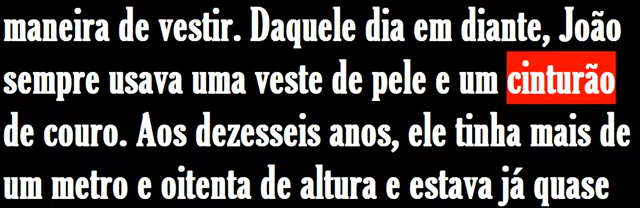 maneira de vestir. Daquele dia em diante, João
sempre usava uma veste de pele e um cinturão
de couro. Aos dezesseis anos, ele tinha mais de
um metro e oitenta de altura e estava já quase